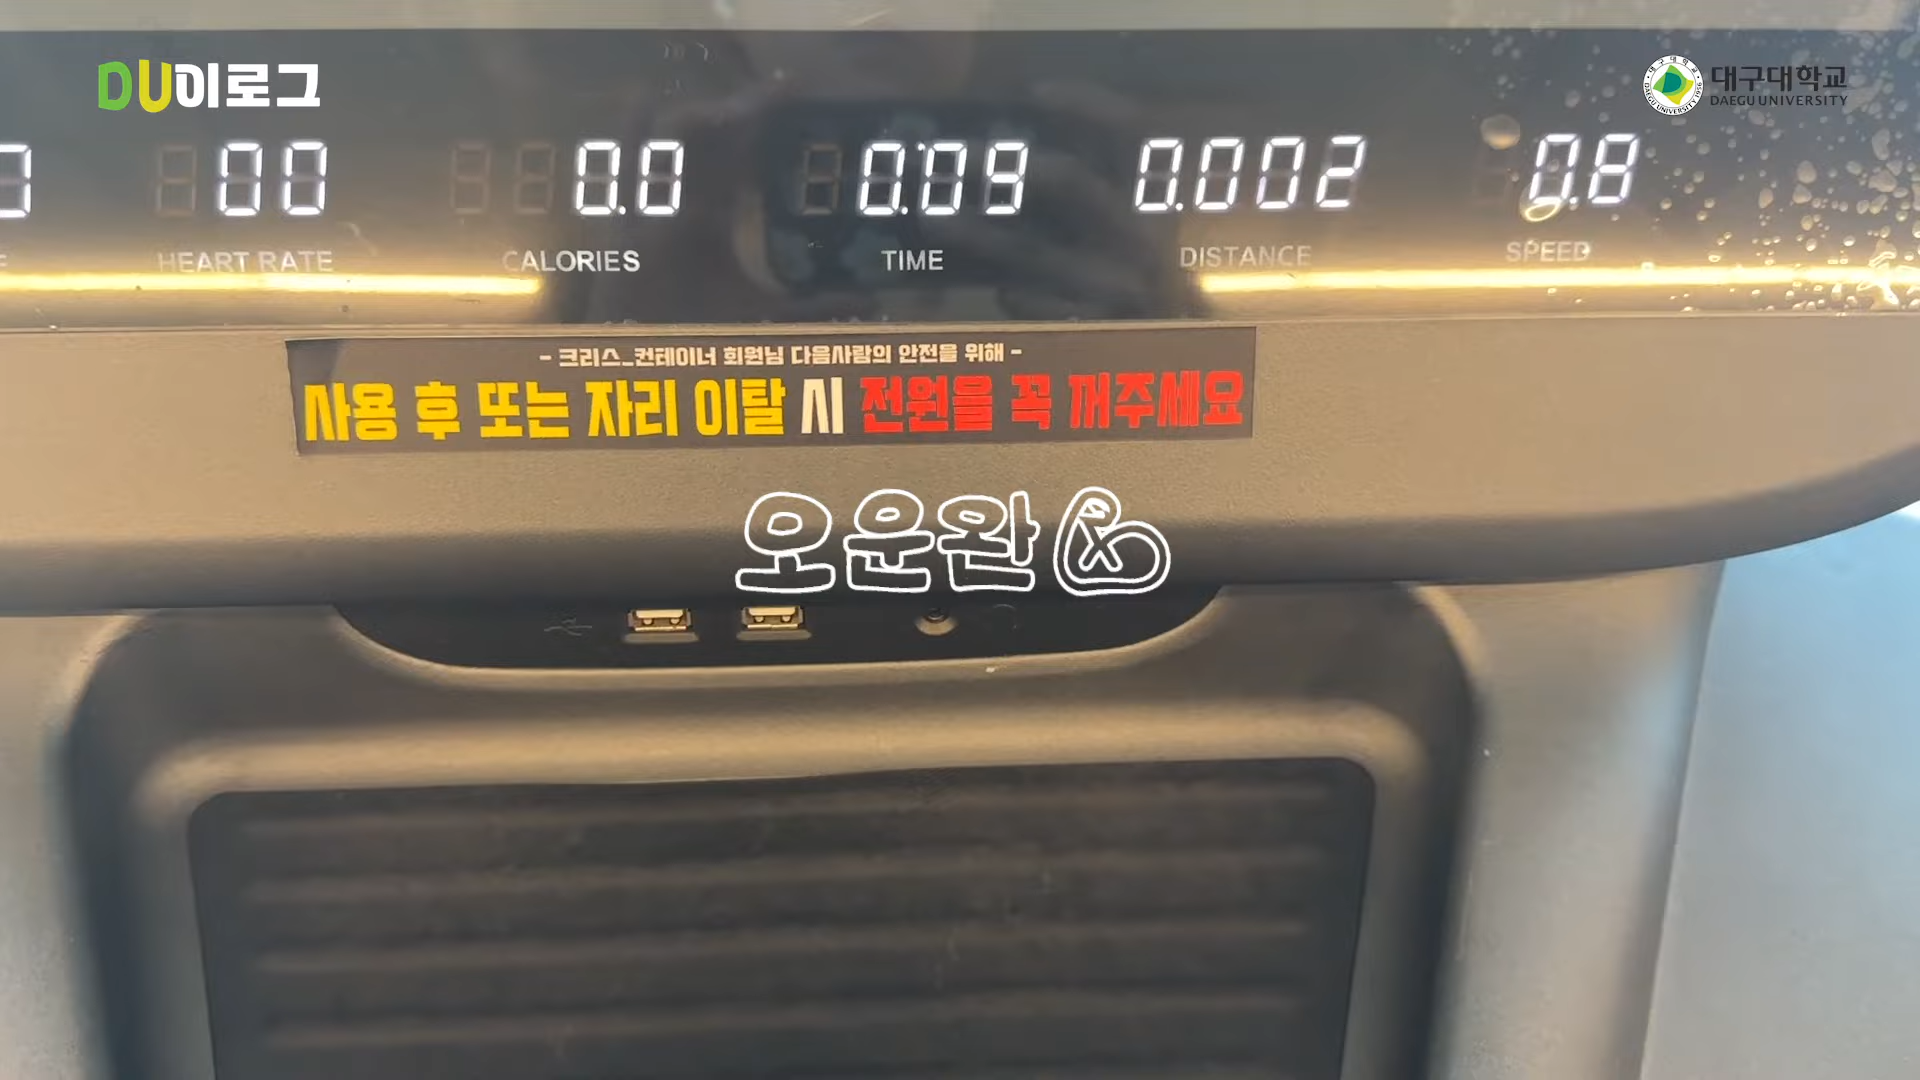 DU이로그
대구대학교
DAEGU UNIVERSITY
00 0.0 0:09 0.002 0.8
HEART RATE CALORIES TIME DISTANCE SPEED
- 크리스_컨테이너 회원님 다음사람의 안전을 위해 -
사용 후 또는 자리 이탈 시 전원을 꼭 꺼주세요
오운완